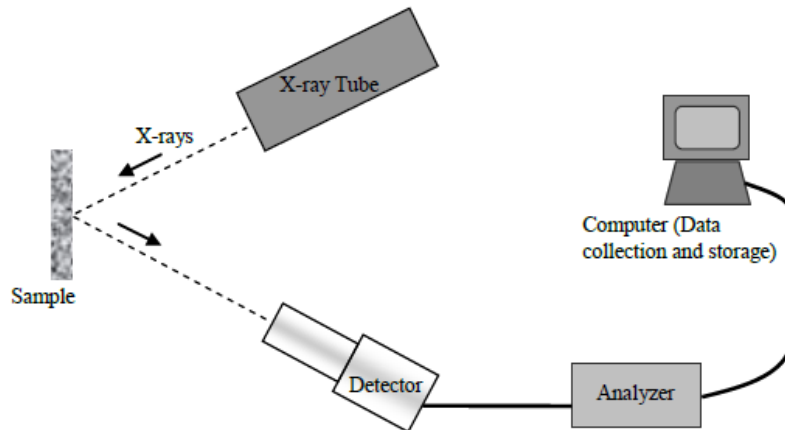 X-ray Tube
X-rays
Computer (Data
collection and storage)
Sample
Detector
Analyzer